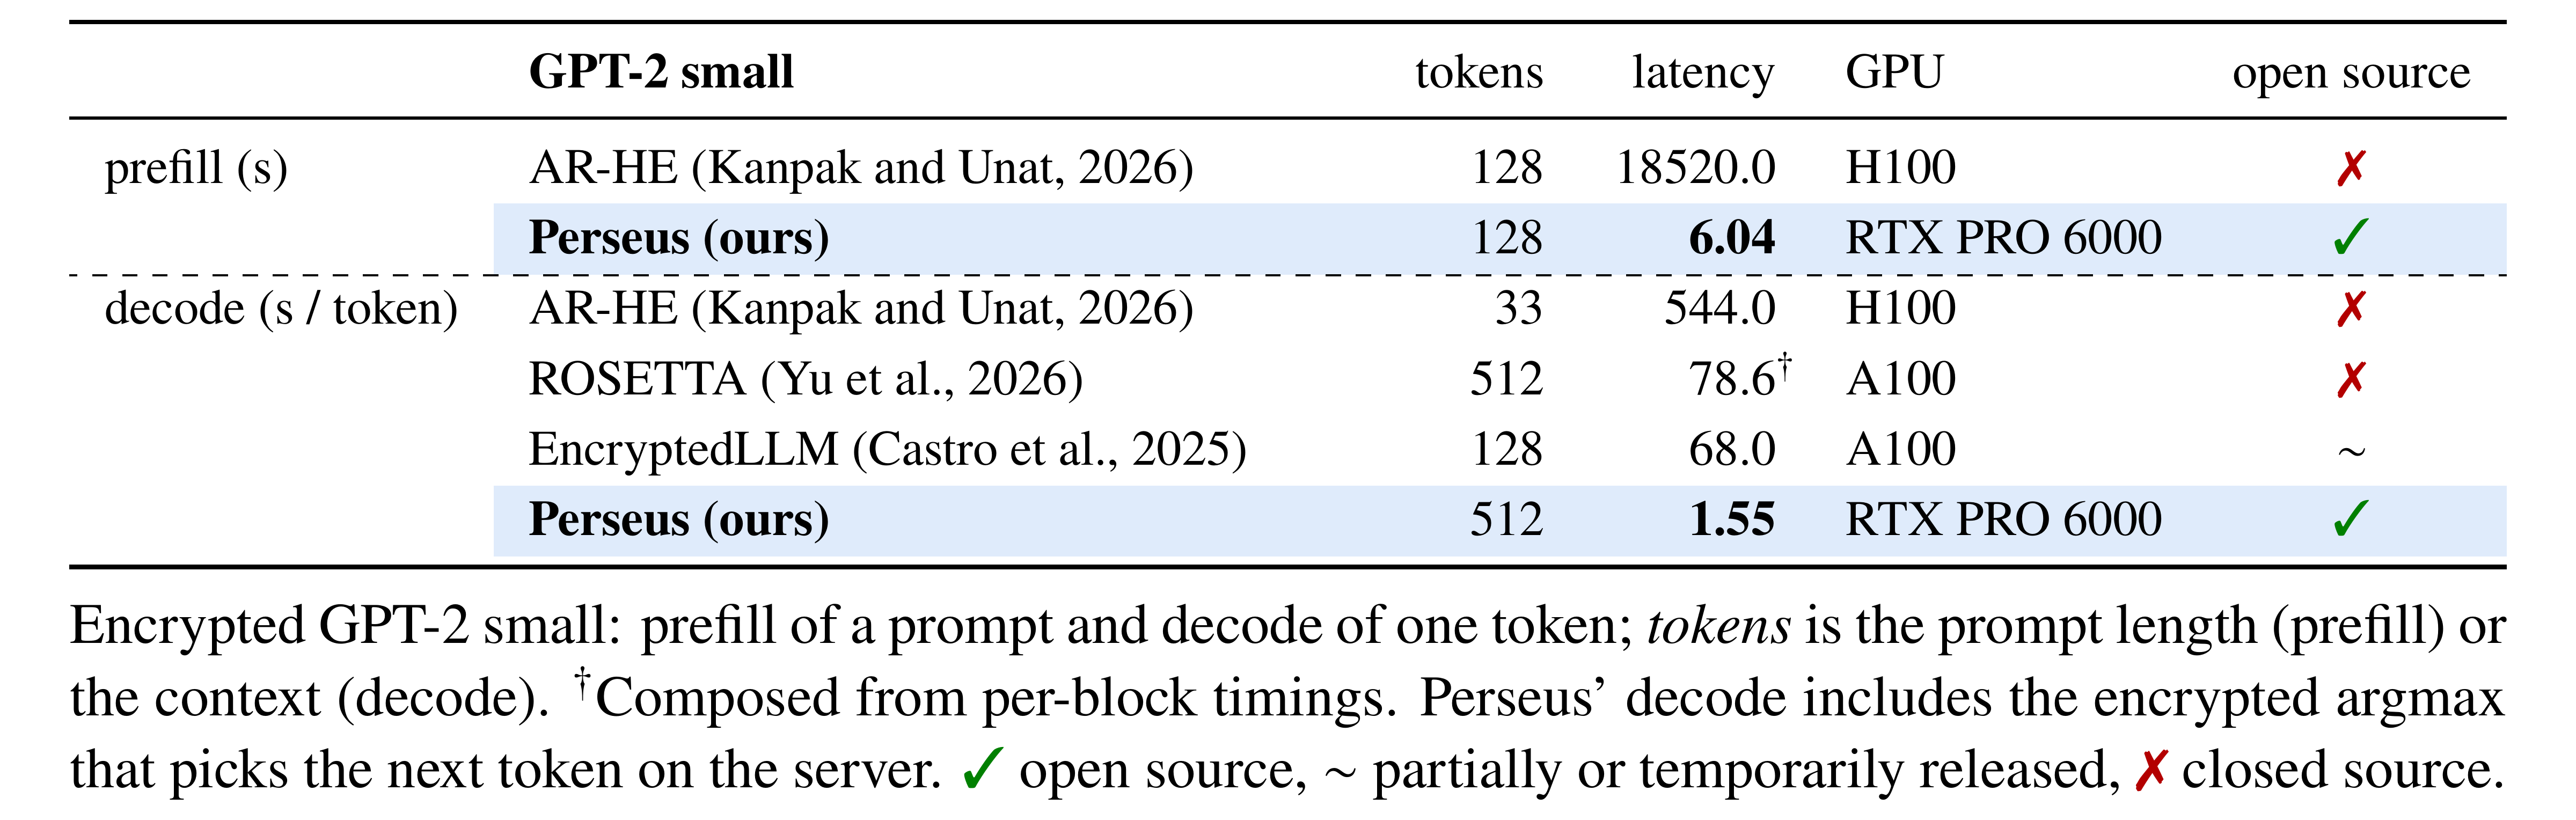 GPT-2 small tokens latency GPU open source
prefill (s) AR-HE (Kanpak and Unat, 2026) 128 18520.0 H100 ✗
Perseus (ours) 128 6.04 RTX PRO 6000 ✓
decode (s / token) AR-HE (Kanpak and Unat, 2026) 33 544.0 H100 ✗
ROSETTA (Yu et al., 2026) 512 78.6† A100 ✗
EncryptedLLM (Castro et al., 2025) 128 68.0 A100 ~
Perseus (ours) 512 1.55 RTX PRO 6000 ✓
Encrypted GPT-2 small: prefill of a prompt and decode of one token; tokens is the prompt length (prefill) or
the context (decode). †Composed from per-block timings. Perseus’ decode includes the encrypted argmax
that picks the next token on the server. ✓ open source, ~ partially or temporarily released, ✗ closed source.